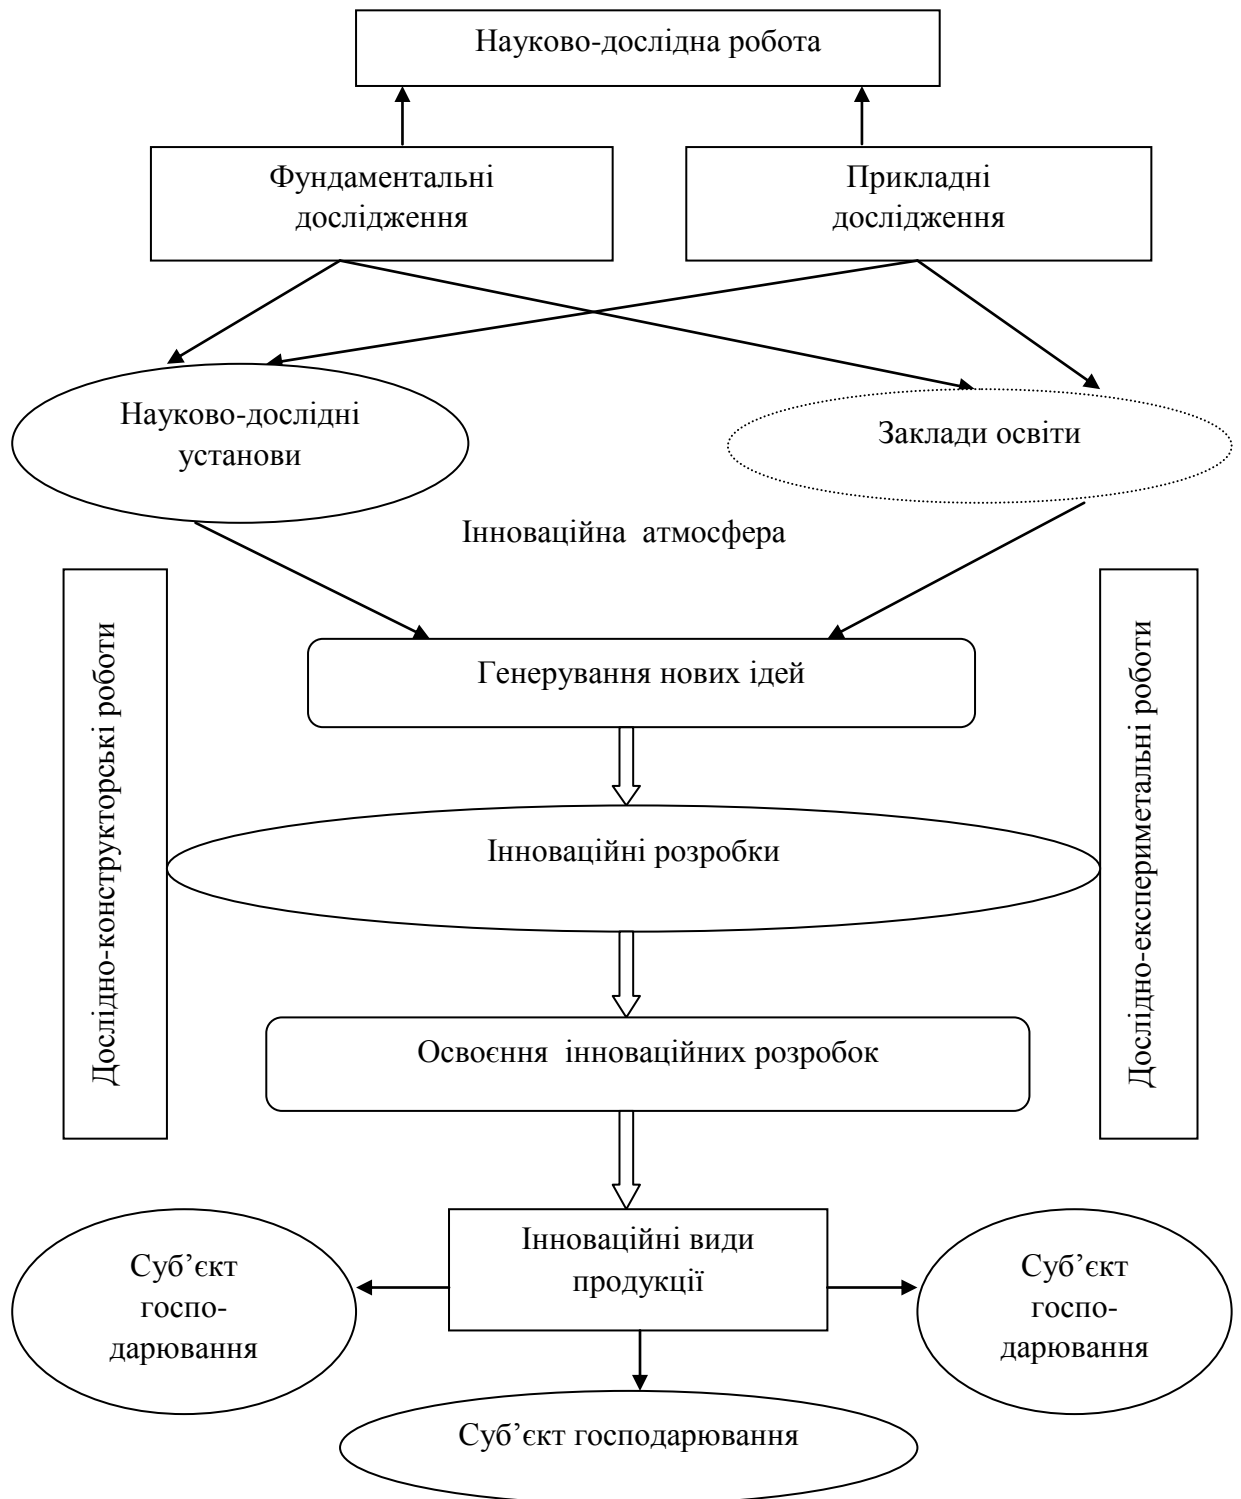 Науково-дослідна робота
Фундаментальні
дослідження
Прикладні
дослідження
Науково-дослідні
установи
Заклади освіти
Інноваційна атмосфера
Дослідно-конструкторські роботи
Генерування нових ідей
Дослідно-експериметальні роботи
Інноваційні розробки
Освоєння інноваційних розробок
Інноваційні види
продукції
Суб’єкт
госпо-
дарювання
Суб’єкт
госпо-
дарювання
Суб’єкт господарювання